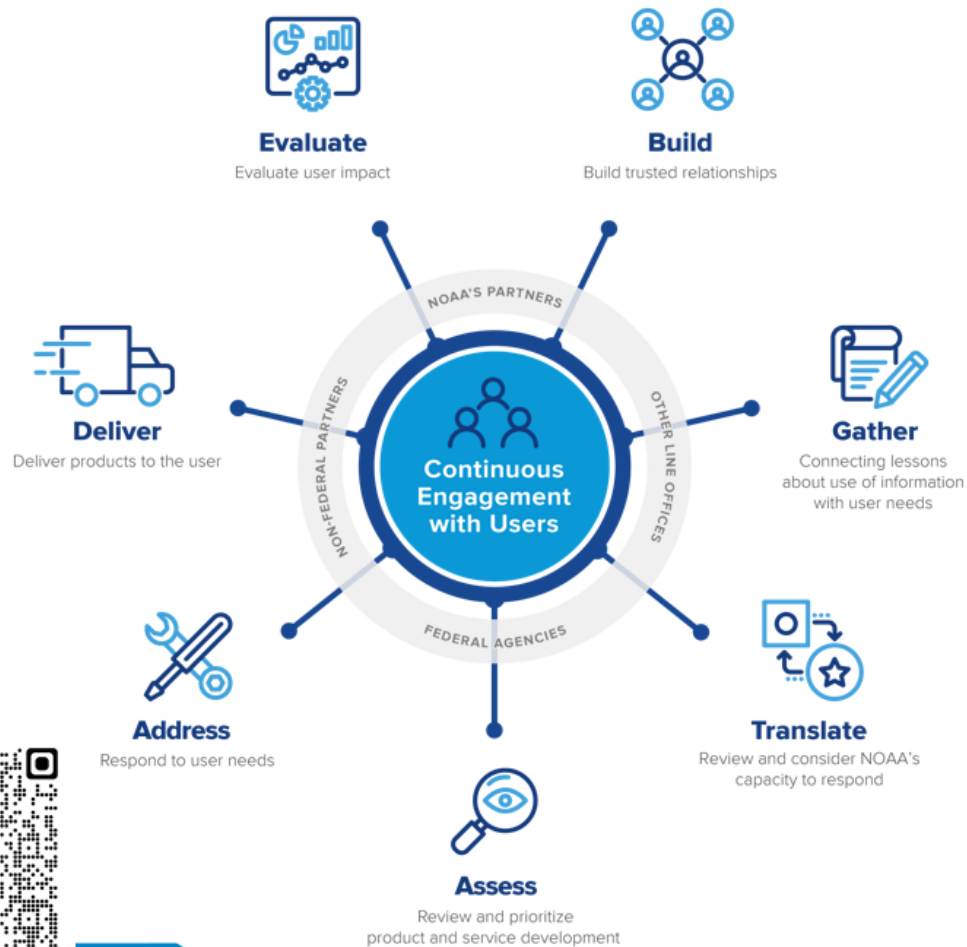 Evaluate
Evaluate user impact
Build
Build trusted relationships
NOAA'S PARTNERS
Deliver
Deliver products to the user
NON-FEDERAL PARTNERS
Continuous
Engagement
with Users
OTHER LINE OFFICES
Gather
Connecting lessons
about use of information
with user needs
FEDERAL AGENCIES
Address
Respond to user needs
Translate
Review and consider NOAA's
capacity to respond
Assess
Review and prioritize
product and service development